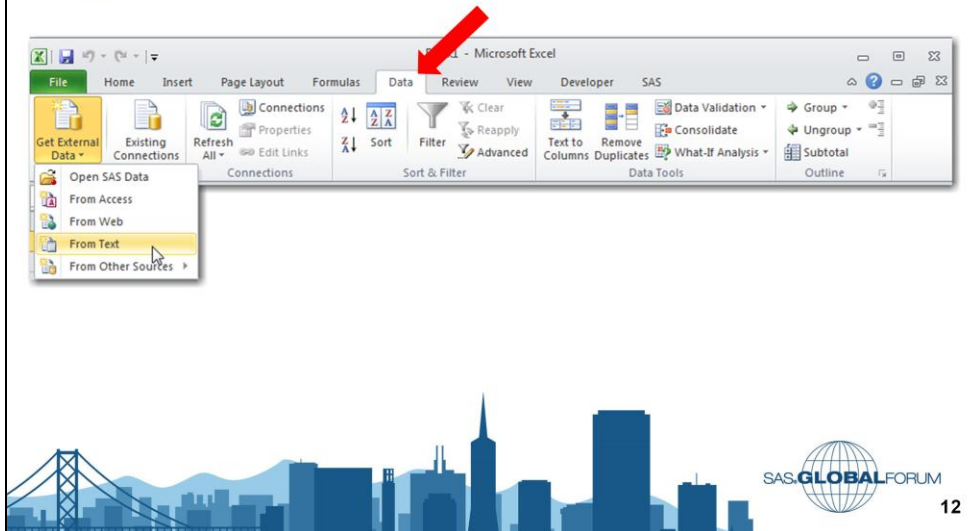 - Microsoft Excel
File Home Insert Page Layout Formulas Data Review View Developer SAS
Get External Data
Existing Connections
Refresh All
Connections
Properties
Edit Links
Connections
Sort
Filter
Clear
Reapply
Advanced
Sort & Filter
Text to Columns
Remove Duplicates
Data Validation
Consolidate
What-If Analysis
Data Tools
Group
Ungroup
Subtotal
Outline
Open SAS Data
From Access
From Web
From Text
From Other Sources
SAS GLOBAL FORUM
12